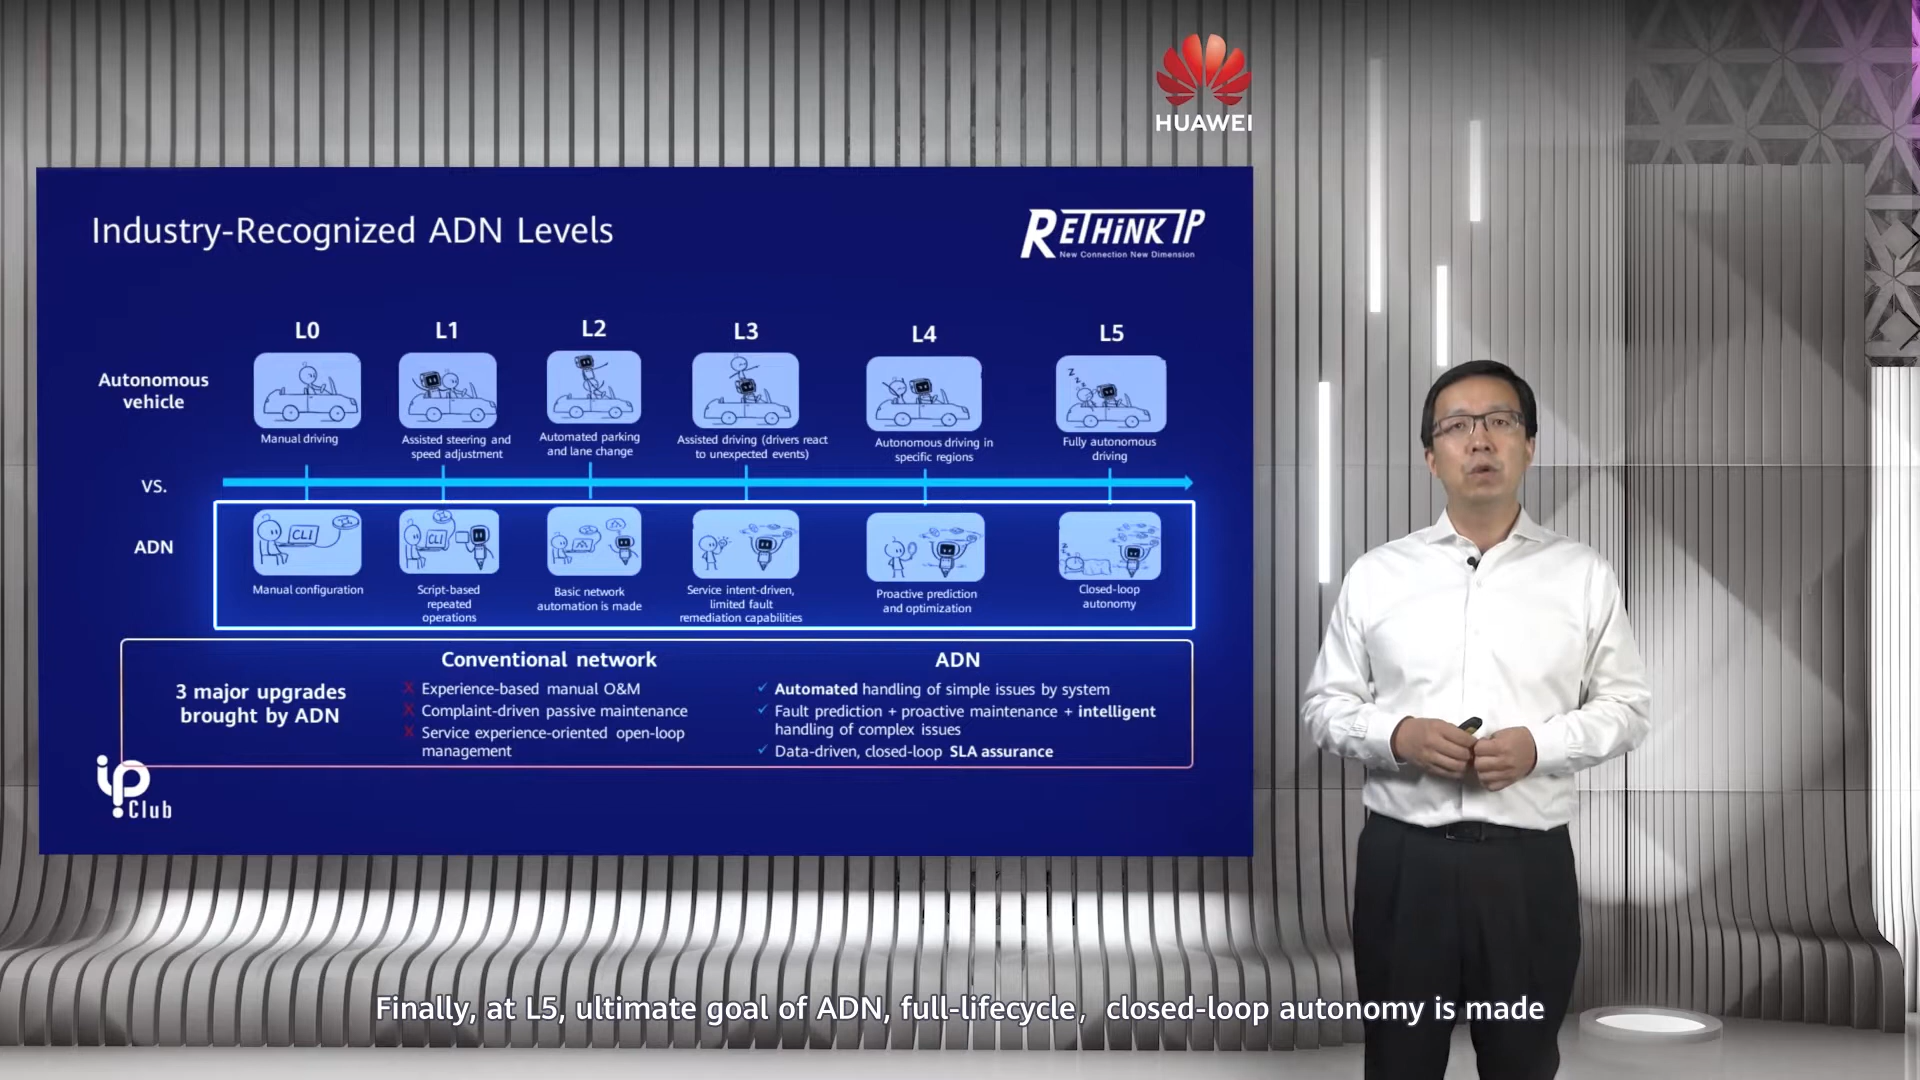 HUAWEI
Industry-Recognized ADN Levels
RETHiNK IP
New Connection New Dimension
L0
L1
L2
L3
L4
L5
Autonomous
vehicle
Manual driving
Assisted steering and
speed adjustment
Automated parking
and lane change
Assisted driving (drivers react
to unexpected events)
Autonomous driving in
specific regions
z
z
z
Fully autonomous
driving
VS.
ADN
CLI
CLI
Manual configuration
Script-based
repeated
operations
Basic network
automation is made
Service intent-driven,
limited fault
remediation capabilities
Proactive prediction
and optimization
Closed-loop
autonomy
3 major upgrades
brought by ADN
Conventional network
X Experience-based manual O&M
X Complaint-driven passive maintenance
X Service experience-oriented open-loop
management
ADN
✓ Automated handling of simple issues by system
✓ Fault prediction + proactive maintenance + intelligent
handling of complex issues
✓ Data-driven, closed-loop SLA assurance
ip Club
Finally, at L5, ultimate goal of ADN, full-lifecycle， closed-loop autonomy is made